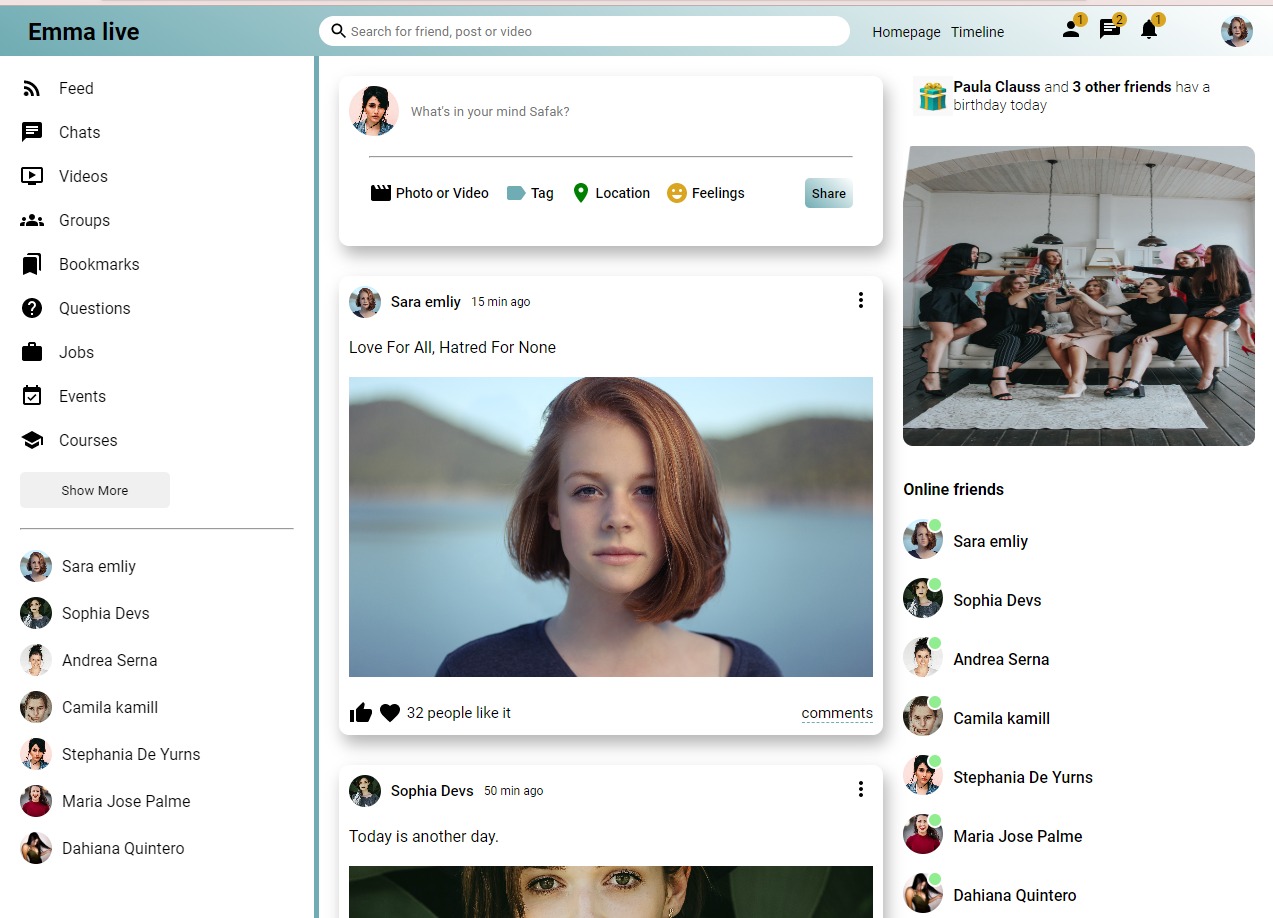 Emma live
Search for friend, post or video
Homepage Timeline
1
2
1
Feed
Chats
Videos
Groups
Bookmarks
Questions
Jobs
Events
Courses
Show More
Sara emliy
Sophia Devs
Andrea Serna
Camila kamill
Stephania De Yurns
Maria Jose Palme
Dahiana Quintero
What's in your mind Safak?
Photo or Video Tag Location Feelings Share
Sara emliy 15 min ago
Love For All, Hatred For None
32 people like it comments
Sophia Devs 50 min ago
Today is another day.
Paula Clauss and 3 other friends hav a
birthday today
Online friends
Sara emliy
Sophia Devs
Andrea Serna
Camila kamill
Stephania De Yurns
Maria Jose Palme
Dahiana Quintero